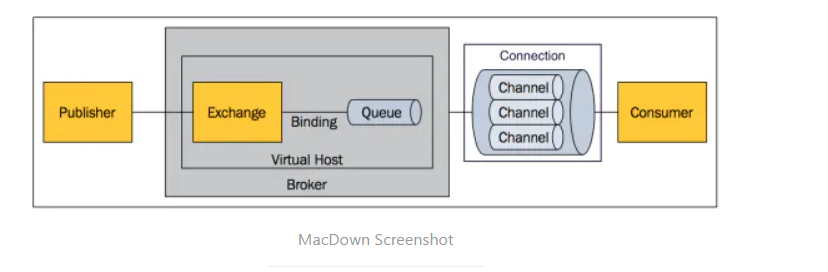 Connection
Channel
Publisher
Exchange
Binding
Queue
Channel
Consumer
Channel
Virtual Host
Broker
MacDown Screenshot